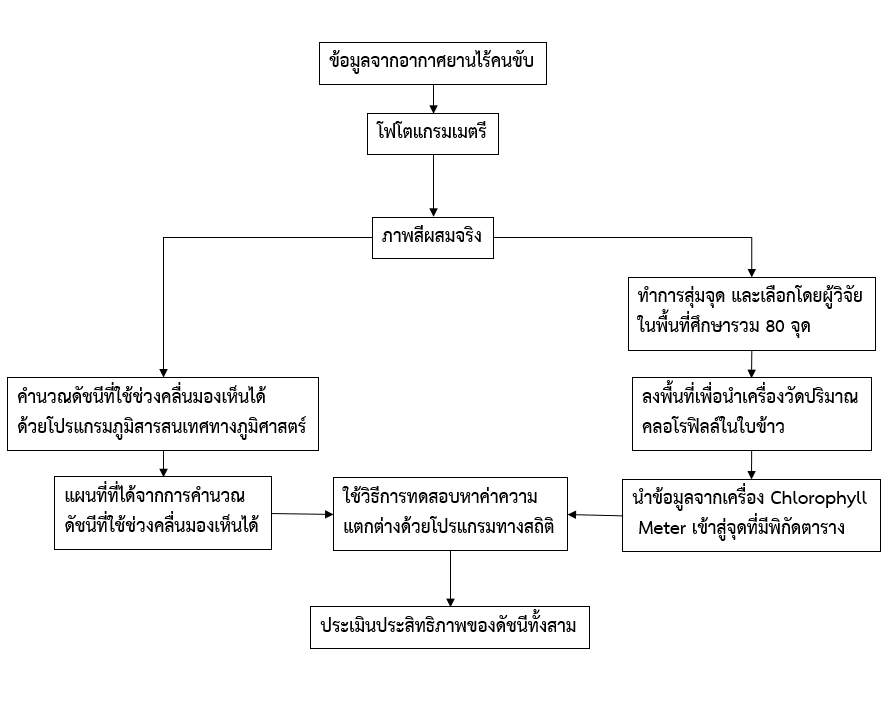 ข้อมูลจากอากาศยานไร้คนขับ
โฟโตแกรมเมตรี
ภาพสีผสมจริง
ทำการสุ่มจุด และเลือกโดยผู้วิจัย
ในพื้นที่ศึกษารวม 80 จุด
คำนวณดัชนีที่ใช้ช่วงคลื่นมองเห็นได้
ด้วยโปรแกรมภูมิสารสนเทศทางภูมิศาสตร์
ลงพื้นที่เพื่อนำเครื่องวัดปริมาณ
คลอโรฟิลล์ในใบข้าว
แผนที่ที่ได้จากการคำนวณ
ดัชนีที่ใช้ช่วงคลื่นมองเห็นได้
ใช้วิธีการทดสอบหาค่าความ
แตกต่างด้วยโปรแกรมทางสถิติ
นำข้อมูลจากเครื่อง Chlorophyll
Meter เข้าสู่จุดที่มีพิกัดตาราง
ประเมินประสิทธิภาพของดัชนีทั้งสาม